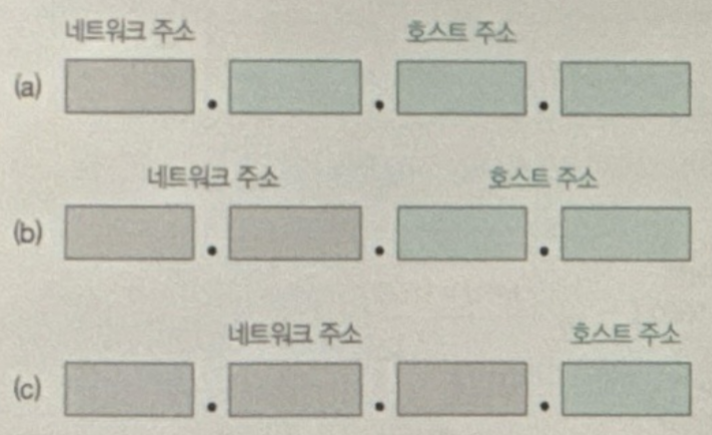 네트워크 주소 호스트 주소
(a) . . .
네트워크 주소 호스트 주소
(b) . . .
네트워크 주소 호스트 주소
(c) . . .